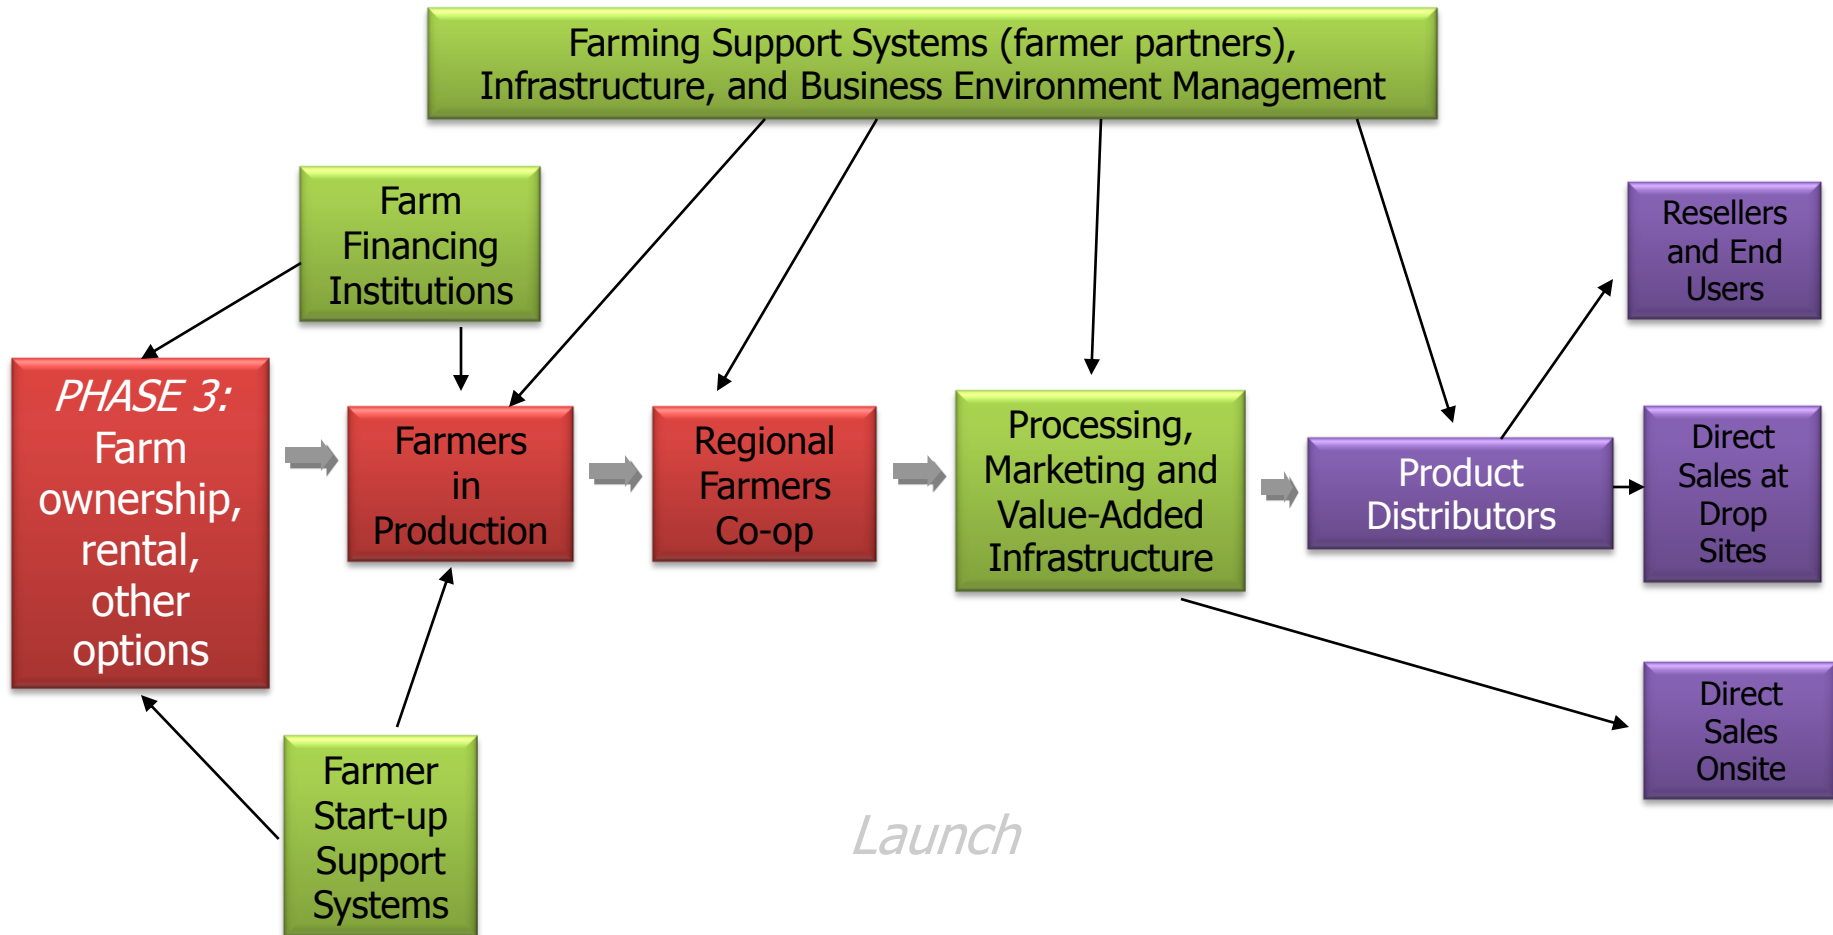 Farming Support Systems (farmer partners),
Infrastructure, and Business Environment Management
Farm
Financing
Institutions
Resellers
and End
Users
PHASE 3:
Farm
ownership,
rental,
other
options
Farmers
in
Production
Regional
Farmers
Co-op
Processing,
Marketing and
Value-Added
Infrastructure
Product
Distributors
Direct
Sales at
Drop
Sites
Direct
Sales
Onsite
Farmer
Start-up
Support
Systems
Launch